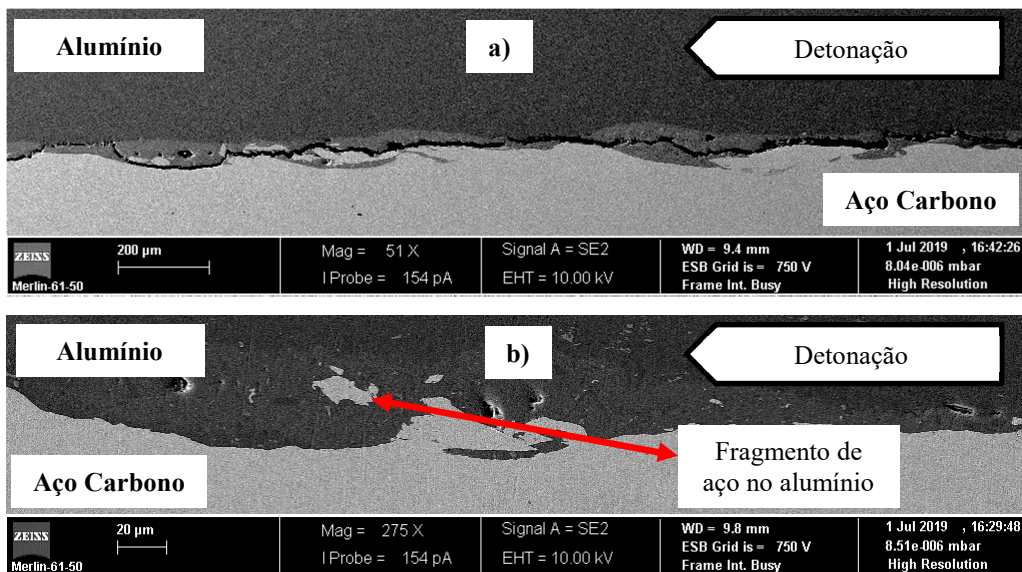 Alumínio
a)
Detonação
Aço Carbono
ZEISS
Merlin-61-50
200 µm
Mag = 51 X
I Probe = 154 pA
Signal A = SE2
EHT = 10.00 kV
WD = 9.4 mm
ESB Grid is = 750 V
Frame Int. Busy
1 Jul 2019 , 16:42:26
8.04e-006 mbar
High Resolution
Alumínio
b)
Detonação
Aço Carbono
Fragmento de
aço no alumínio
ZEISS
Merlin-61-50
20 µm
Mag = 275 X
I Probe = 154 pA
Signal A = SE2
EHT = 10.00 kV
WD = 9.8 mm
ESB Grid is = 750 V
Frame Int. Busy
1 Jul 2019 , 16:29:48
8.51e-006 mbar
High Resolution